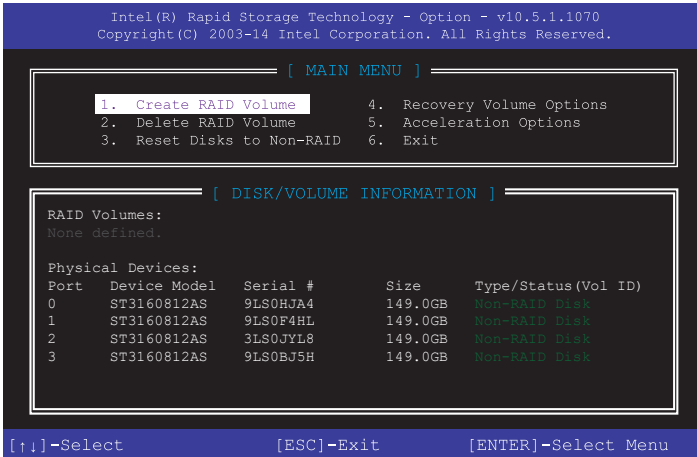 Intel(R) Rapid Storage Technology - Option - v10.5.1.1070
Copyright(C) 2003-14 Intel Corporation. All Rights Reserved.
[ MAIN MENU ]
1. Create RAID Volume 4. Recovery Volume Options
2. Delete RAID Volume 5. Acceleration Options
3. Reset Disks to Non-RAID 6. Exit
[ DISK/VOLUME INFORMATION ]
RAID Volumes:
None defined.
Physical Devices:
Port Device Model Serial # Size Type/Status(Vol ID)
0 ST3160812AS 9LS0HJA4 149.0GB Non-RAID Disk
1 ST3160812AS 9LS0F4HL 149.0GB Non-RAID Disk
2 ST3160812AS 3LS0JYL8 149.0GB Non-RAID Disk
3 ST3160812AS 9LS0BJ5H 149.0GB Non-RAID Disk
[↑↓]-Select [ESC]-Exit [ENTER]-Select Menu